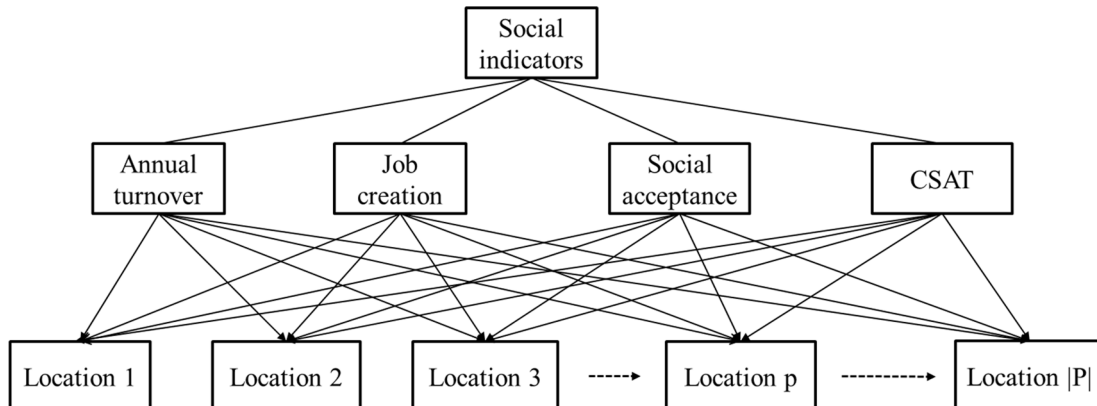 Social
indicators
Annual
turnover
Job
creation
Social
acceptance
CSAT
Location 1
Location 2
Location 3
Location p
Location |P|